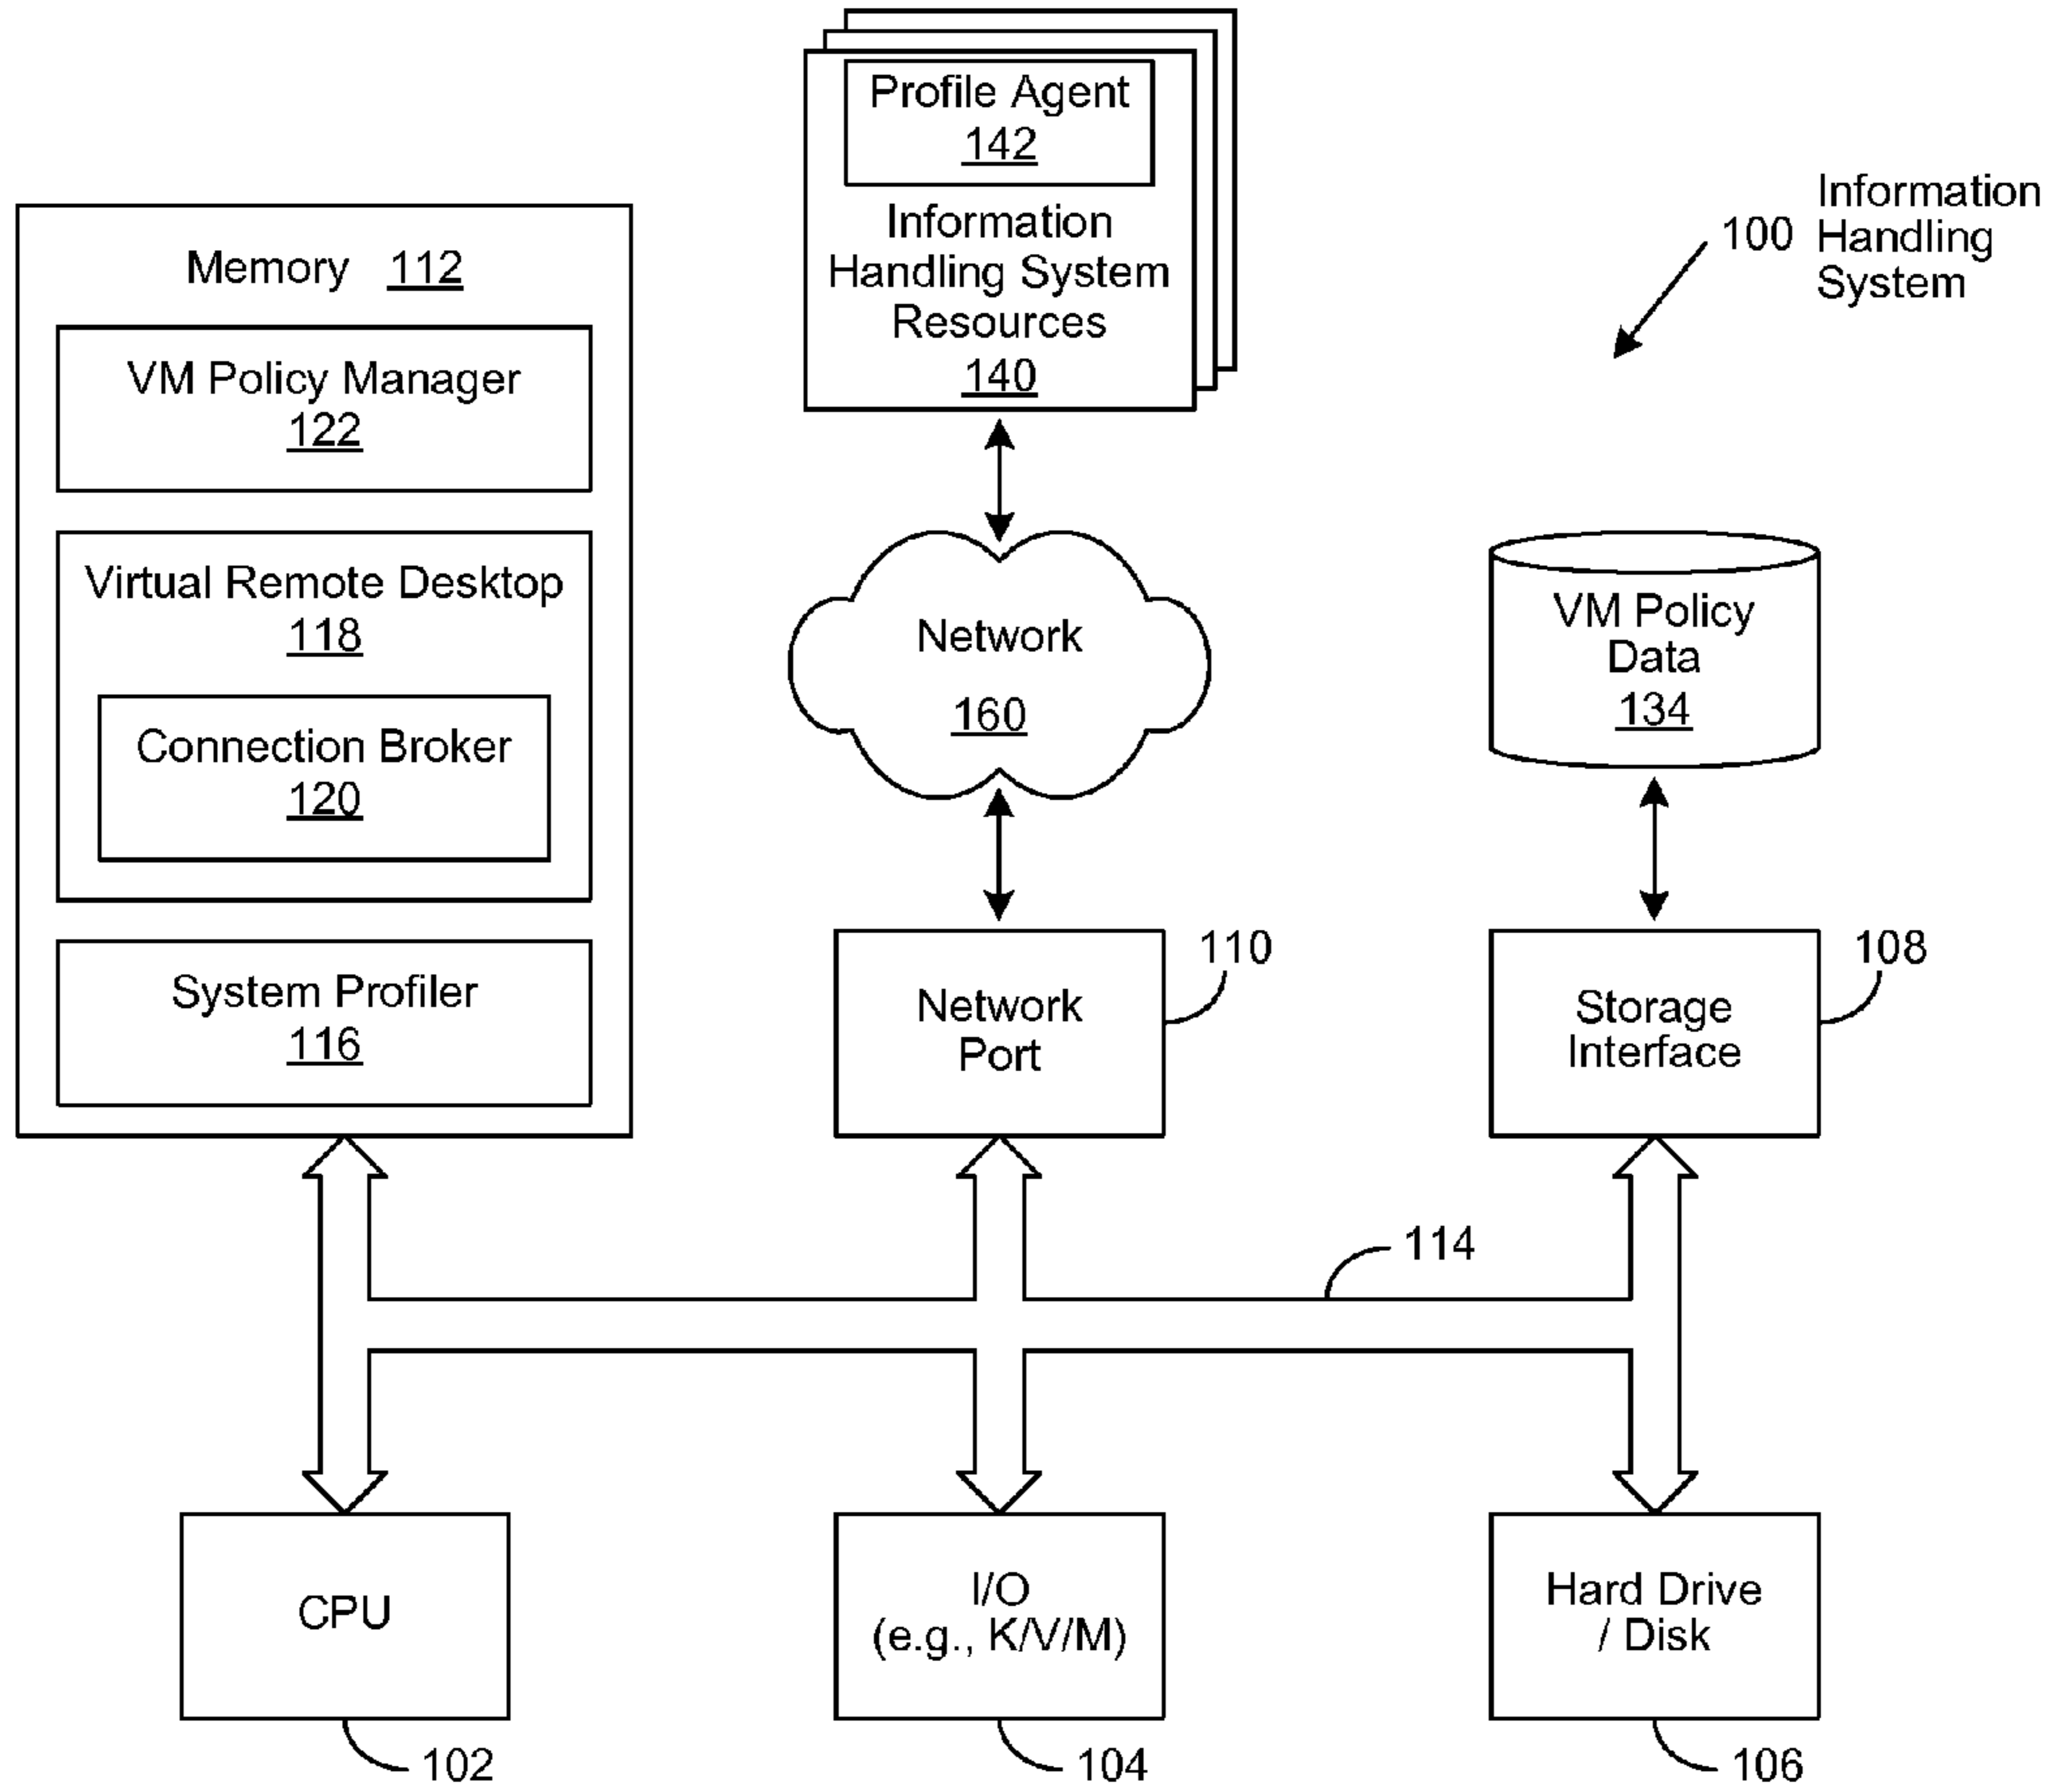 Profile Agent
142
Information
Handling System
Resources
140
100
Information
Handling
System
Memory 112
VM Policy Manager
122
Virtual Remote Desktop
118
Connection Broker
120
System Profiler
116
Network
160
VM Policy
Data
134
110
Network
Port
108
Storage
Interface
114
CPU
102
I/O
(e.g., K/V/M)
104
Hard Drive
/ Disk
106